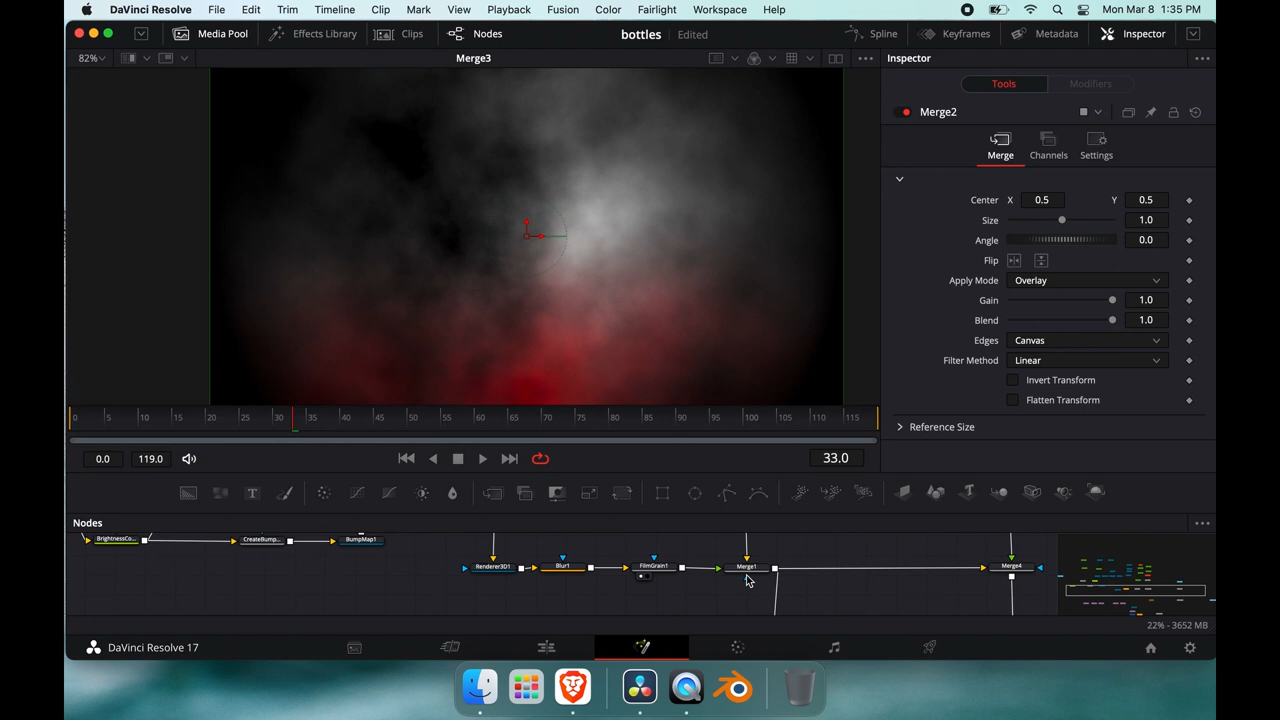 DaVinci Resolve File Edit Trim Timeline Clip Mark View Playback Fusion Color Fairlight Workspace Help Mon Mar 8 1:35 PM
Media Pool Effects Library Clips Nodes bottles Edited Spline Keyframes Metadata Inspector
82% Merge3 Inspector
Tools Modifiers
Merge2
Merge Channels Settings
Center X 0.5 Y 0.5
Size 1.0
Angle 0.0
Flip
Apply Mode Overlay
Gain 1.0
Blend 1.0
Edges Canvas
Filter Method Linear
Invert Transform
Flatten Transform
0 5 10 15 20 25 30 35 40 45 50 55 60 65 70 75 80 85 90 95 100 105 110 115
Reference Size
0.0 119.0 33.0
Nodes
BrightnessCo... CreateBump... BumpMap1
Renderer3D1 Blur1 FilmGrain1 Merge1 Merge4
22% - 3652 MB
DaVinci Resolve 17